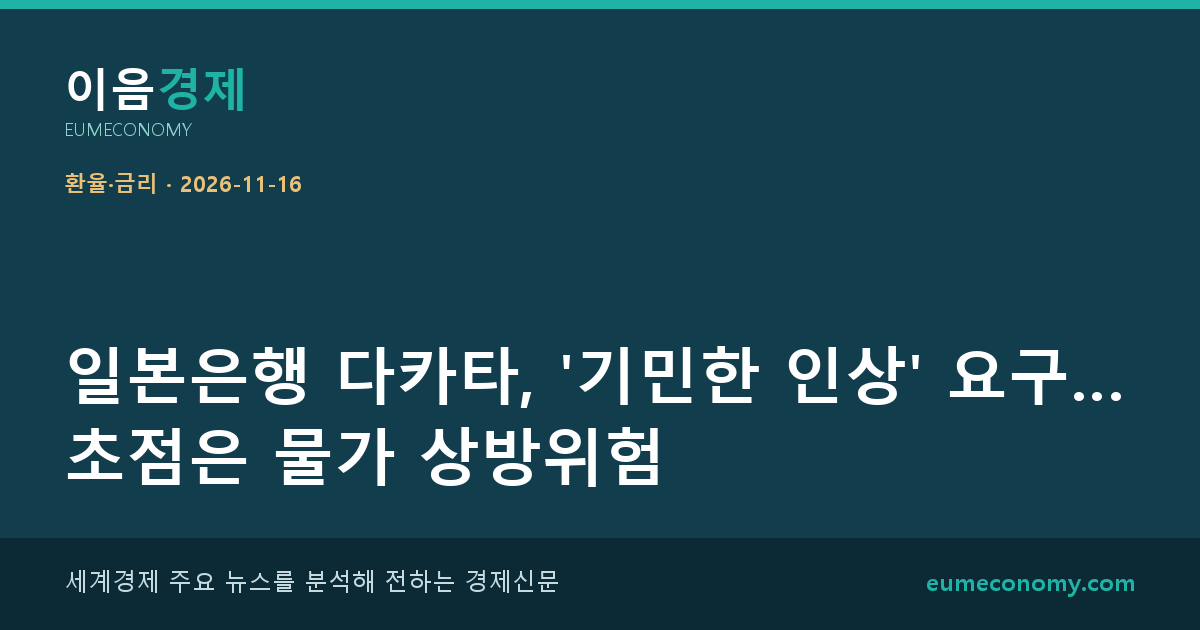 이음경제
EUMECONOMY
환율·금리 · 2026-11-16
일본은행 다카타, '기민한 인상' 요구...
초점은 물가 상방위험
세계경제 주요 뉴스를 분석해 전하는 경제신문
eumeconomy.com